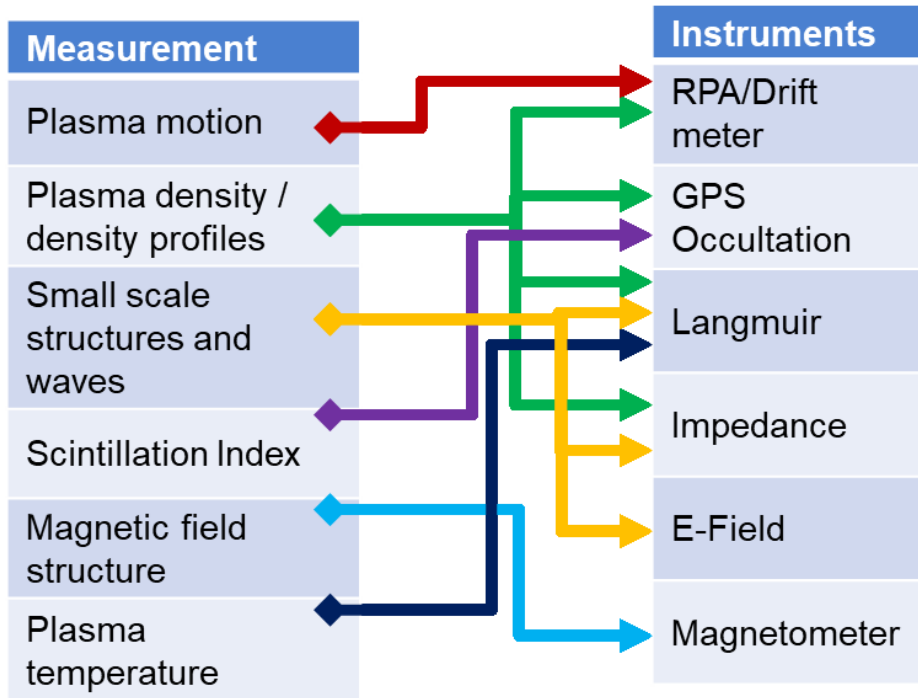 Measurement
Plasma motion
Plasma density /
density profiles
Small scale
structures and
waves
Scintillation Index
Magnetic field
structure
Plasma
temperature
Instruments
RPA/Drift
meter
GPS
Occultation
Langmuir
Impedance
E-Field
Magnetometer